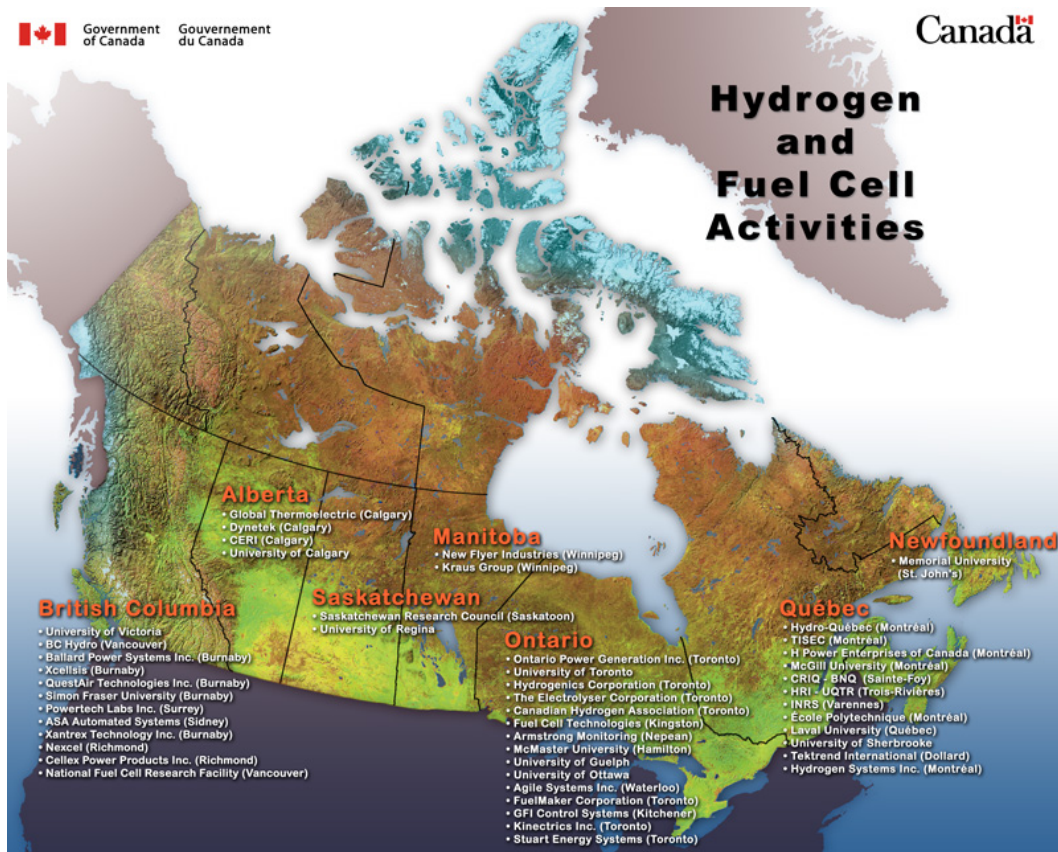 Government of Canada
Gouvernement du Canada
Canada
Hydrogen
and
Fuel Cell
Activities
Alberta
• Global Thermoelectric (Calgary)
• Dynetek (Calgary)
• CERI (Calgary)
• University of Calgary
Manitoba
• New Flyer Industries (Winnipeg)
• Kraus Group (Winnipeg)
Newfoundland
• Memorial University
(St. John's)
British Columbia
• University of Victoria
• BC Hydro (Vancouver)
• Ballard Power Systems Inc. (Burnaby)
• Xcellsis (Burnaby)
• QuestAir Technologies Inc. (Burnaby)
• Simon Fraser University (Burnaby)
• Powertech Labs Inc. (Surrey)
• ASA Automated Systems (Sidney)
• Xantrex Technology Inc. (Burnaby)
• Nexcel (Richmond)
• Cellex Power Products Inc. (Richmond)
• National Fuel Cell Research Facility (Vancouver)
Saskatchewan
• Saskatchewan Research Council (Saskatoon)
• University of Regina
Ontario
• Ontario Power Generation Inc. (Toronto)
• University of Toronto
• Hydrogenics Corporation (Toronto)
• The Electrolyser Corporation (Toronto)
• Canadian Hydrogen Association (Toronto)
• Fuel Cell Technologies (Kingston)
• Armstrong Monitoring (Nepean)
• McMaster University (Hamilton)
• University of Guelph
• University of Ottawa
• Agile Systems Inc. (Waterloo)
• FuelMaker Corporation (Toronto)
• GFI Control Systems (Kitchener)
• Kinectrics Inc. (Toronto)
• Stuart Energy Systems (Toronto)
Québec
• Hydro-Québec (Montréal)
• TISEC (Montréal)
• H Power Enterprises of Canada (Montréal)
• McGill University (Montréal)
• CRIQ - BNQ (Sainte-Foy)
• HRI - UQTR (Trois-Rivières)
• INRS (Varennes)
• École Polytechnique (Montréal)
• Laval University (Québec)
• University of Sherbrooke
• Tektrend International (Dollard)
• Hydrogen Systems Inc. (Montréal)